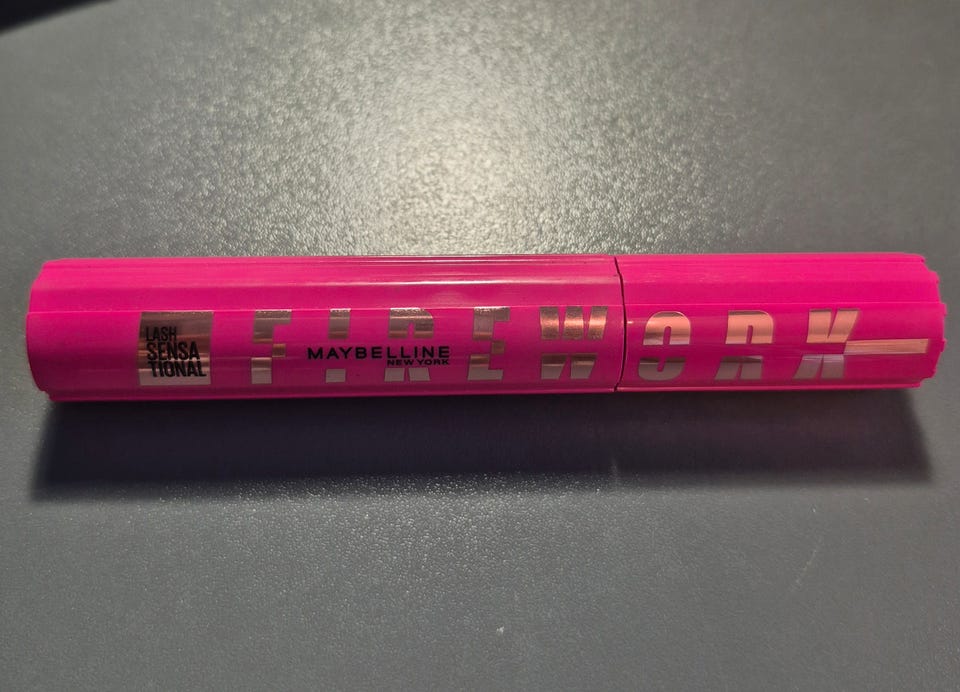 LASH
SENSA
TIONAL
FIREWORK
MAYBELLINE
NEW YORK